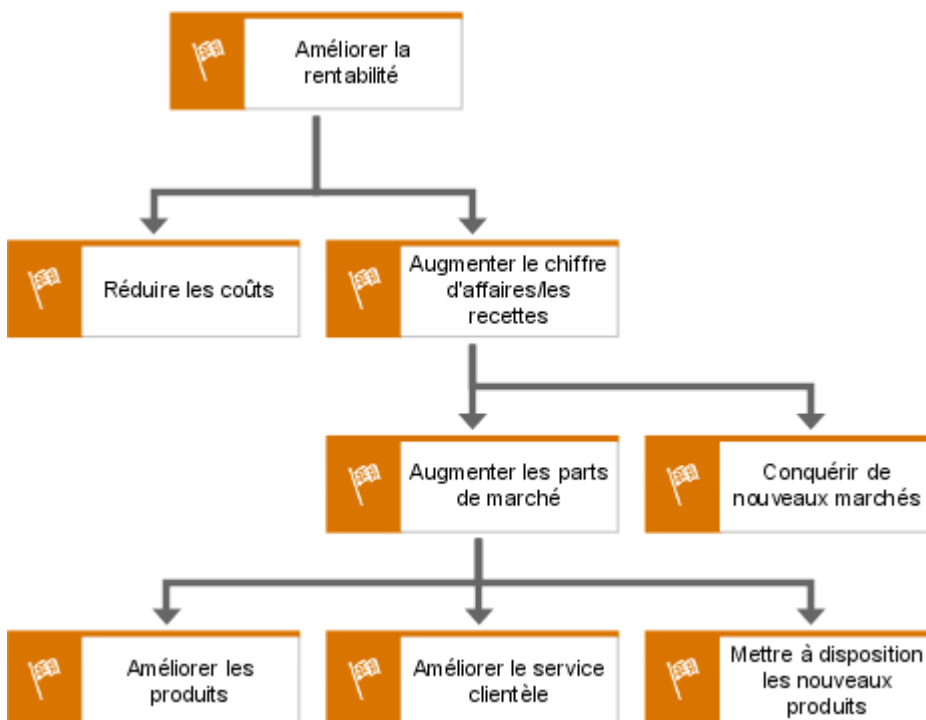 Améliorer la
rentabilité
Réduire les coûts
Augmenter le chiffre
d'affaires/les
recettes
Augmenter les parts
de marché
Conquérir de
nouveaux marchés
Améliorer les
produits
Améliorer le service
clientèle
Mettre à disposition
les nouveaux
produits